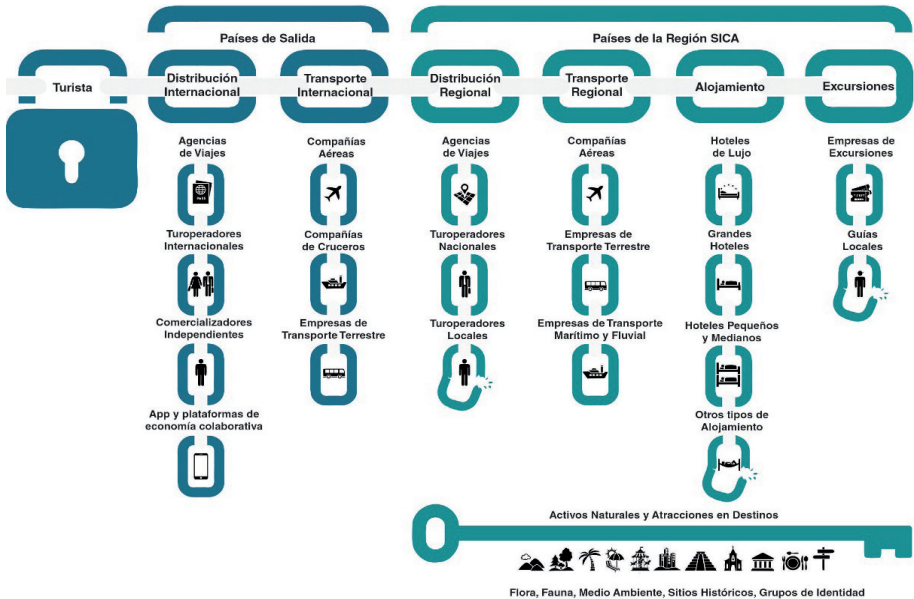 Países de Salida
Países de la Región SICA
Turista
Distribución
Internacional
Transporte
Internacional
Distribución
Regional
Transporte
Regional
Alojamiento
Excursiones
Agencias
de Viajes
Turoperadores
Internacionales
Comercializadores
Independientes
App y plataformas de
economía colaborativa
Compañías
Aéreas
Compañías
de Cruceros
Empresas de
Transporte Terrestre
Agencias
de Viajes
Turoperadores
Nacionales
Turoperadores
Locales
Compañías
Aéreas
Empresas de
Transporte Terrestre
Empresas de Transporte
Marítimo y Fluvial
Hoteles
de Lujo
Grandes
Hoteles
Hoteles Pequeños
y Medianos
Otros tipos de
Alojamiento
Empresas de
Excursiones
Guías
Locales
Activos Naturales y Atracciones en Destinos
Flora, Fauna, Medio Ambiente, Sitios Históricos, Grupos de Identidad